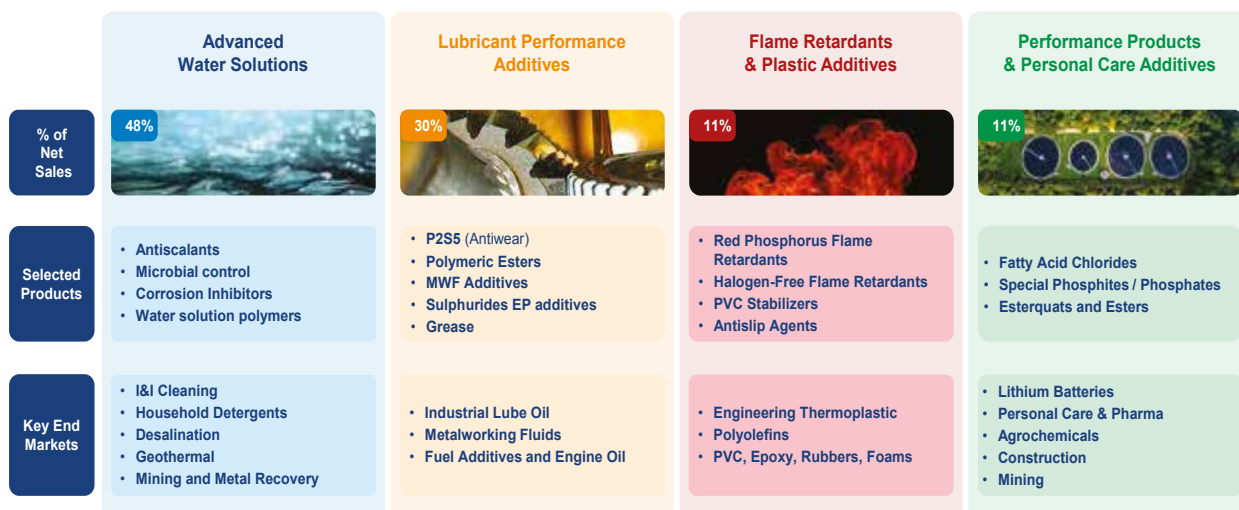 Advanced
Water Solutions
Lubricant Performance
Additives
Flame Retardants
& Plastic Additives
Performance Products
& Personal Care Additives
% of
Net
Sales
48%
30%
11%
11%
Selected
Products
• Antiscalants
• Microbial control
• Corrosion Inhibitors
• Water solution polymers
• P2S5 (Antiwear)
• Polymeric Esters
• MWF Additives
• Sulphurides EP additives
• Grease
• Red Phosphorus Flame
Retardants
• Halogen-Free Flame Retardants
• PVC Stabilizers
• Antislip Agents
• Fatty Acid Chlorides
• Special Phosphites / Phosphates
• Esterquats and Esters
Key End
Markets
• I&I Cleaning
• Household Detergents
• Desalination
• Geothermal
• Mining and Metal Recovery
• Industrial Lube Oil
• Metalworking Fluids
• Fuel Additives and Engine Oil
• Engineering Thermoplastic
• Polyolefins
• PVC, Epoxy, Rubbers, Foams
• Lithium Batteries
• Personal Care & Pharma
• Agrochemicals
• Construction
• Mining